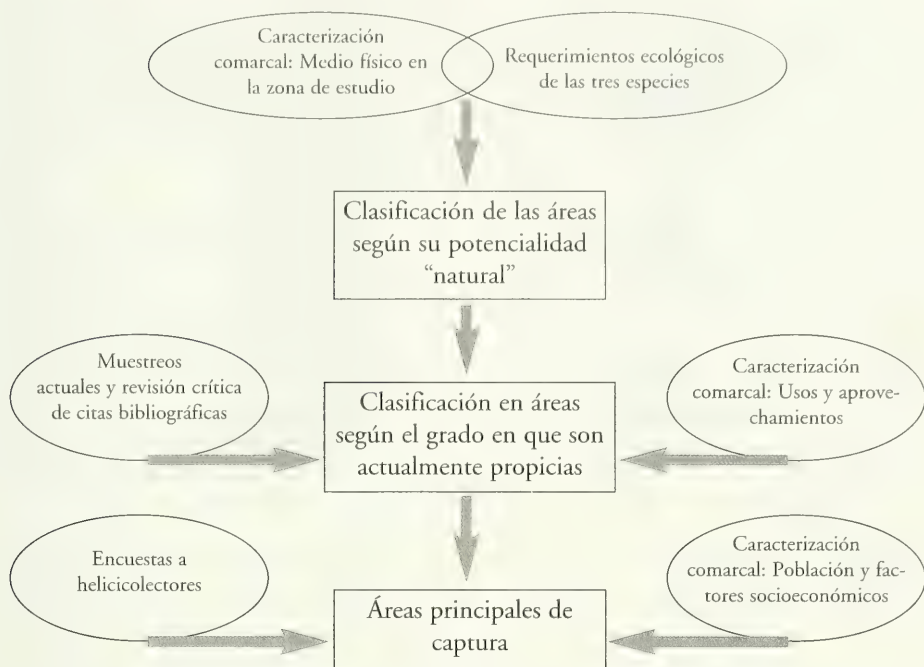 Caracterización
comarcal: Medio físico en
la zona de estudio
Requerimientos ecológicos
de las tres especies
Clasificación de las áreas
según su potencialidad
“natural”
Muestreos
actuales y revisión crítica
de citas bibliográficas
Clasificación en áreas
según el grado en que son
actualmente propicias
Caracterización
comarcal: Usos y aprove-
chamientos
Encuestas a
helicicolectores
Áreas principales de
captura
Caracterización
comarcal: Población y fac-
tores socioeconómicos